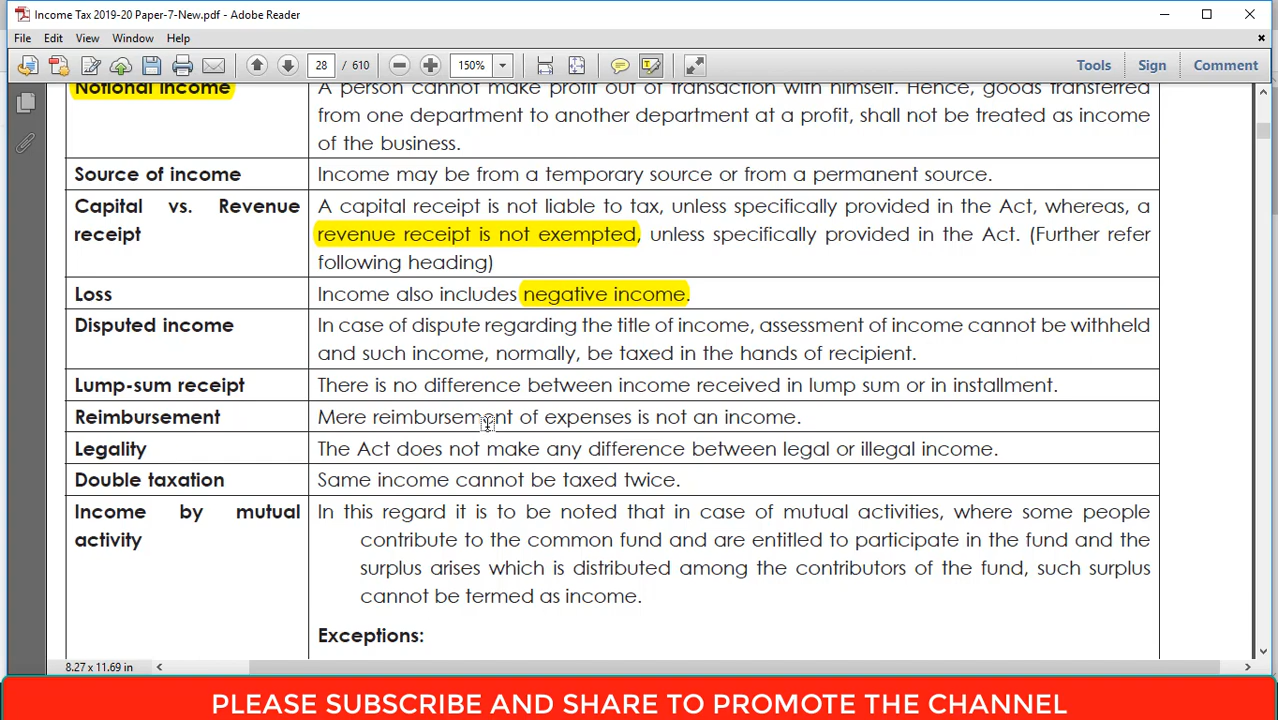 Income Tax 2019-20 Paper-7-New.pdf - Adobe Reader
File Edit View Window Help
28 / 610 150% Tools Sign Comment
Notional income A person cannot make profit out of transaction with himself. Hence, goods transferred
from one department to another department at a profit, shall not be treated as income
of the business.
Source of income Income may be from a temporary source or from a permanent source.
Capital vs. Revenue A capital receipt is not liable to tax, unless specifically provided in the Act, whereas, a
receipt revenue receipt is not exempted, unless specifically provided in the Act. (Further refer
following heading)
Loss Income also includes negative income.
Disputed income In case of dispute regarding the title of income, assessment of income cannot be withheld
and such income, normally, be taxed in the hands of recipient.
Lump-sum receipt There is no difference between income received in lump sum or in installment.
Reimbursement Mere reimbursement of expenses is not an income.
Legality The Act does not make any difference between legal or illegal income.
Double taxation Same income cannot be taxed twice.
Income by mutual In this regard it is to be noted that in case of mutual activities, where some people
activity contribute to the common fund and are entitled to participate in the fund and the
surplus arises which is distributed among the contributors of the fund, such surplus
cannot be termed as income.
Exceptions:
8.27 x 11.69 in
PLEASE SUBSCRIBE AND SHARE TO PROMOTE THE CHANNEL